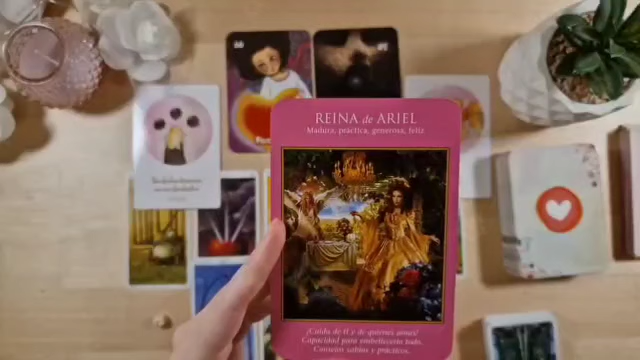 REINA de ARIEL
Madura, práctica, generosa, feliz
¡Cuida de ti y de quienes amas!
Capacidad para embellecerlo todo.
Consejos sabios y prácticos.